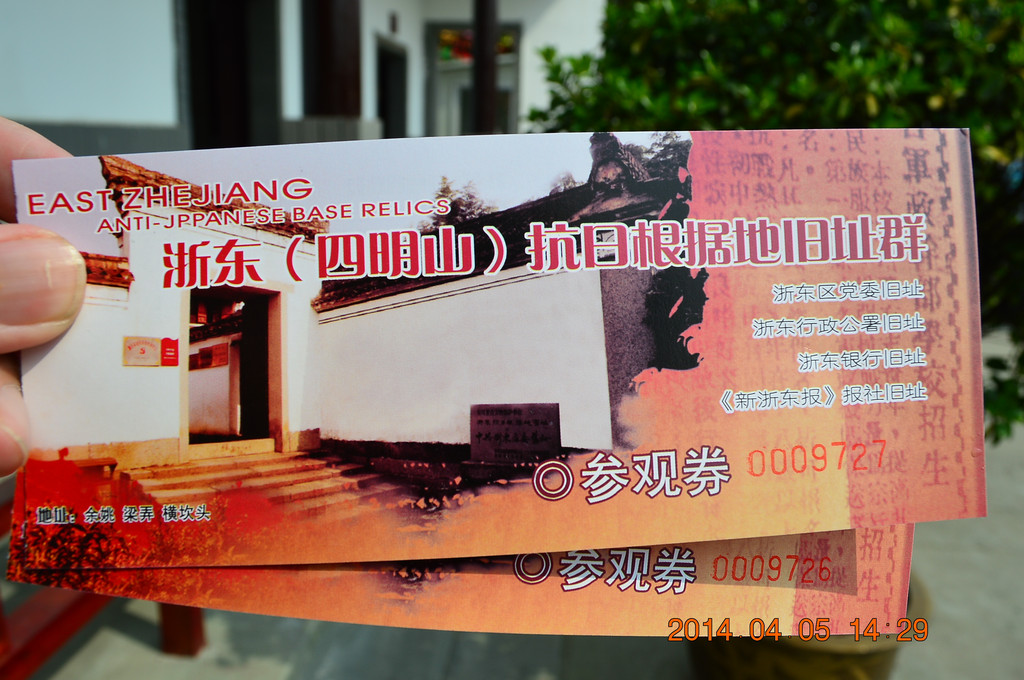 EAST ZHEJIANG
ANTI-JPPANESE BASE RELICS
浙东（四明山）抗日根据地旧址群
浙东区党委旧址
浙东行政公署旧址
浙东银行旧址
《新浙东报》报社旧址
◎参观券 0009727
地址：余姚 梁弄 横坎头
◎参观券 0009726
2014 04 05 14 29